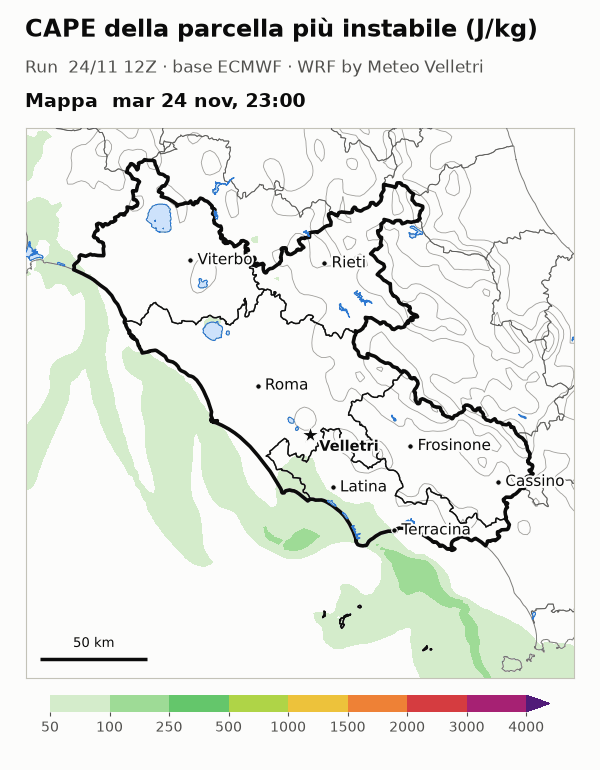 CAPE della parcella più instabile (J/kg)
Run 24/11 12Z · base ECMWF · WRF by Meteo Velletri
Mappa mar 24 nov, 23:00
Viterbo
Rieti
Roma
Velletri
Frosinone
Cassino
Latina
Terracina
50 km
50 100 250 500 1000 1500 2000 3000 4000